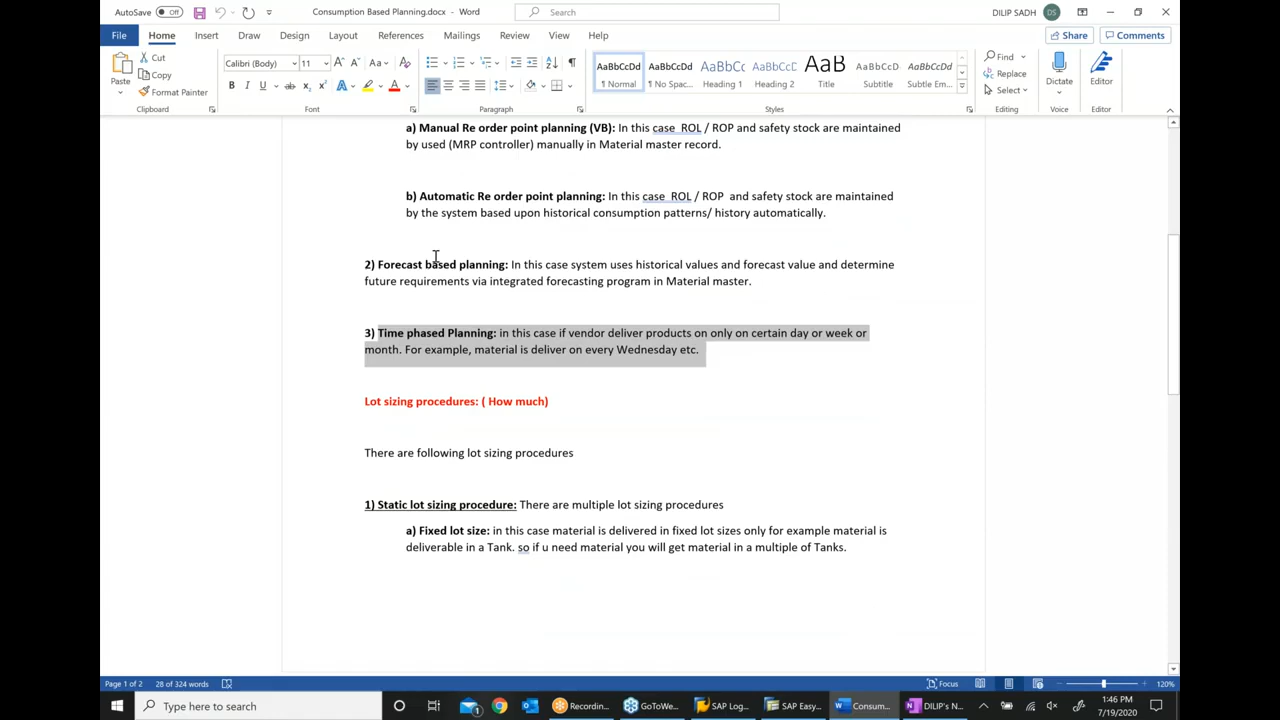 AutoSave Off
Consumption Based Planning.docx - Word
Search
DILIP SADH DS
File Home Insert Draw Design Layout References Mailings Review View Help
Share Comments
Paste
Cut
Copy
Format Painter
Clipboard
Calibri (Body) 11
Font
Paragraph
AaBbCcDd AaBbCcDd AaBbCc AaBbCcD AaB AaBbCcD AaBbCcDd
¶ Normal ¶ No Spac... Heading 1 Heading 2 Title Subtitle Subtle Em...
Styles
Find
Replace
Select
Editing
Dictate
Voice
Editor
Editor
a) Manual Re order point planning (VB): In this case ROL / ROP and safety stock are maintained
by used (MRP controller) manually in Material master record.
b) Automatic Re order point planning: In this case ROL / ROP and safety stock are maintained
by the system based upon historical consumption patterns/ history automatically.
2) Forecast based planning: In this case system uses historical values and forecast value and determine
future requirements via integrated forecasting program in Material master.
3) Time phased Planning: in this case if vendor deliver products on only on certain day or week or
month. For example, material is deliver on every Wednesday etc.
Lot sizing procedures: ( How much)
There are following lot sizing procedures
1) Static lot sizing procedure: There are multiple lot sizing procedures
a) Fixed lot size: in this case material is delivered in fixed lot sizes only for example material is
deliverable in a Tank. so if u need material you will get material in a multiple of Tanks.
Page 1 of 2 28 of 324 words
Focus
120%
Type here to search
Recordin...
GoToWe...
SAP Log...
SAP Easy...
Consum...
DILIP's N...
1:46 PM
7/19/2020